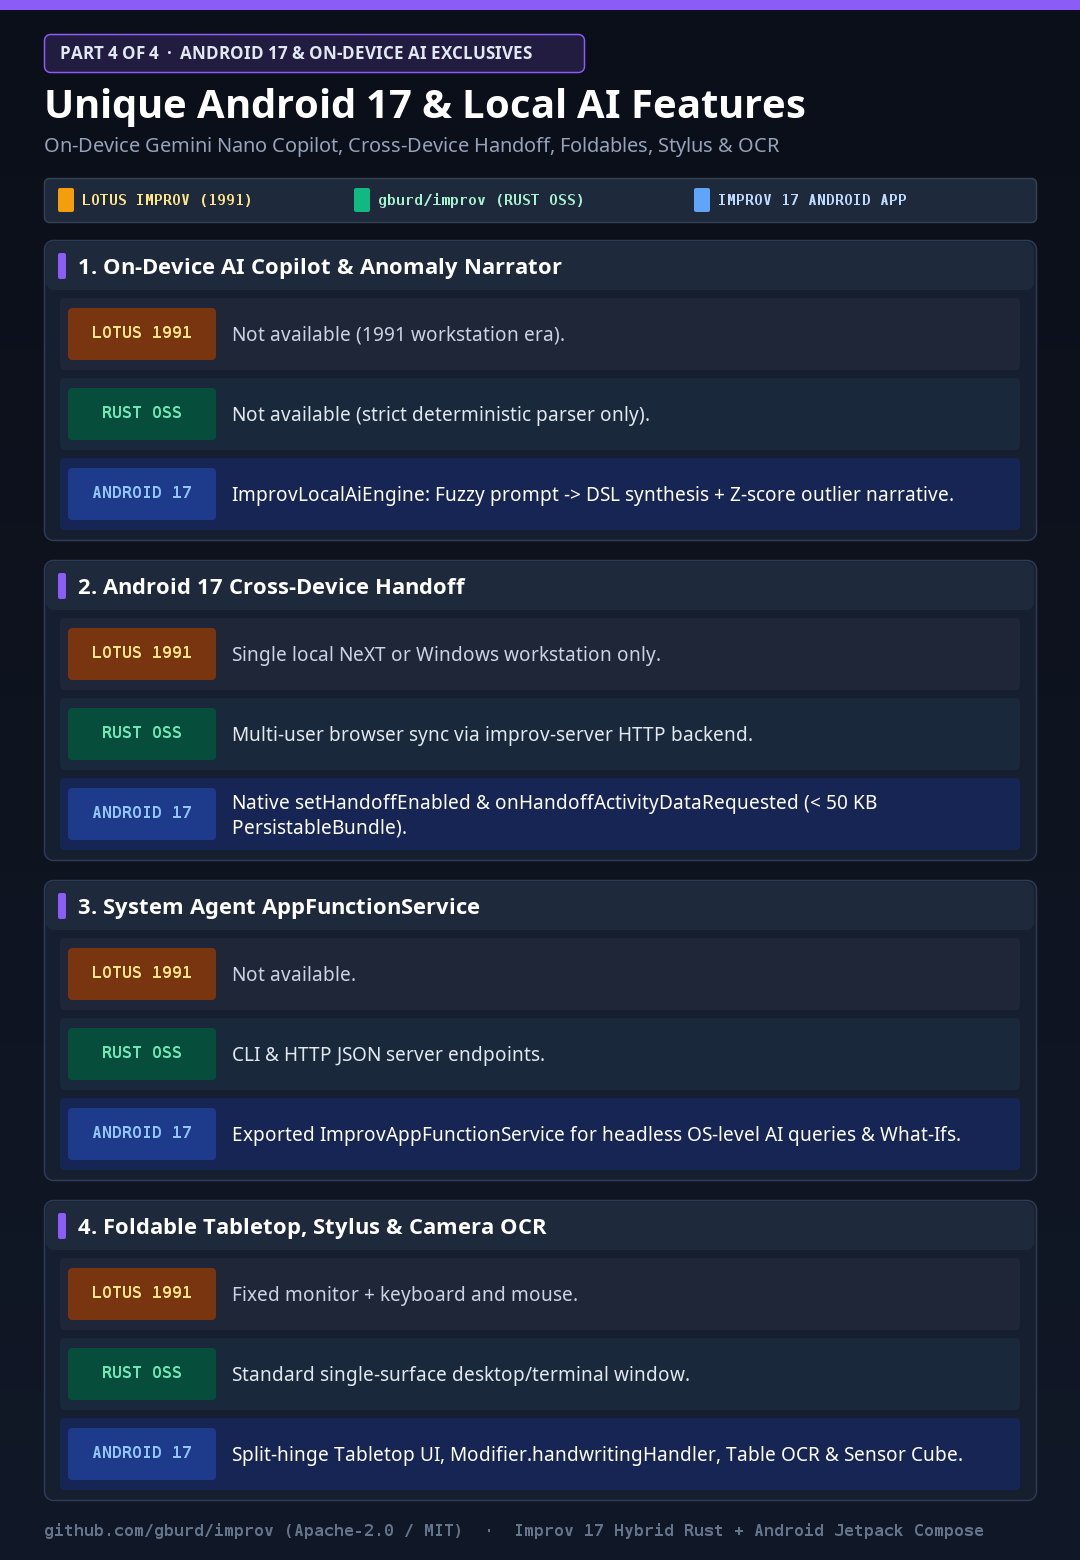 PART 4 OF 4 · ANDROID 17 & ON-DEVICE AI EXCLUSIVES
Unique Android 17 & Local AI Features
On-Device Gemini Nano Copilot, Cross-Device Handoff, Foldables, Stylus & OCR
LOTUS IMPROV (1991)
gburd/improv (RUST OSS)
IMPROV 17 ANDROID APP
1. On-Device AI Copilot & Anomaly Narrator
LOTUS 1991
Not available (1991 workstation era).
RUST OSS
Not available (strict deterministic parser only).
ANDROID 17
ImprovLocalAiEngine: Fuzzy prompt -> DSL synthesis + Z-score outlier narrative.
2. Android 17 Cross-Device Handoff
LOTUS 1991
Single local NeXT or Windows workstation only.
RUST OSS
Multi-user browser sync via improv-server HTTP backend.
ANDROID 17
Native setHandoffEnabled & onHandoffActivityDataRequested (< 50 KB
PersistableBundle).
3. System Agent AppFunctionService
LOTUS 1991
Not available.
RUST OSS
CLI & HTTP JSON server endpoints.
ANDROID 17
Exported ImprovAppFunctionService for headless OS-level AI queries & What-Ifs.
4. Foldable Tabletop, Stylus & Camera OCR
LOTUS 1991
Fixed monitor + keyboard and mouse.
RUST OSS
Standard single-surface desktop/terminal window.
ANDROID 17
Split-hinge Tabletop UI, Modifier.handwritingHandler, Table OCR & Sensor Cube.
github.com/gburd/improv (Apache-2.0 / MIT) · Improv 17 Hybrid Rust + Android Jetpack Compose